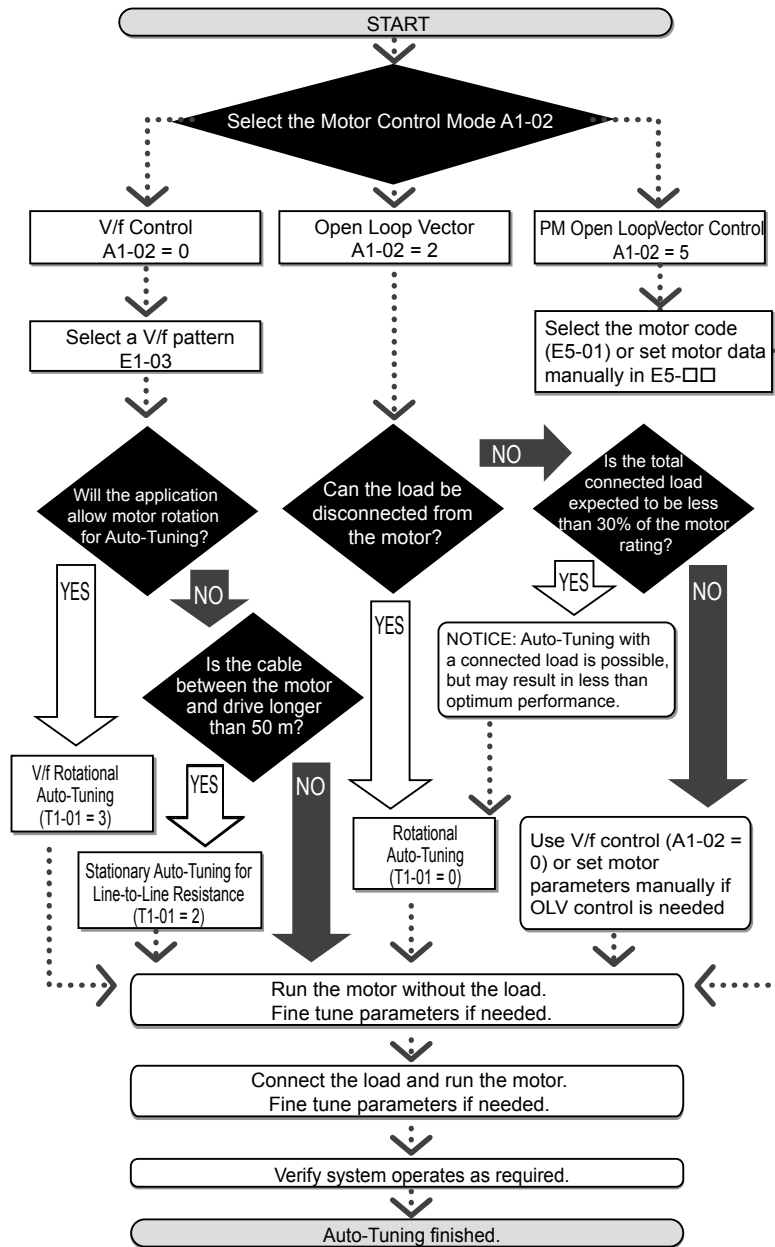 START
Select the Motor Control Mode A1-02
V/f Control
A1-02 = 0
Open Loop Vector
A1-02 = 2
PM Open LoopVector Control
A1-02 = 5
Select a V/f pattern
E1-03
Select the motor code
(E5-01) or set motor data
manually in E5-□□
Will the application
allow motor rotation
for Auto-Tuning?
Can the load be
disconnected from
the motor?
NO
Is the total
connected load
expected to be less
than 30% of the motor
rating?
YES
NO
Is the cable
between the motor
and drive longer
than 50 m?
YES
YES
NO
NOTICE: Auto-Tuning with
a connected load is possible,
but may result in less than
optimum performance.
V/f Rotational
Auto-Tuning
(T1-01 = 3)
YES
NO
Stationary Auto-Tuning for
Line-to-Line Resistance
(T1-01 = 2)
Rotational
Auto-Tuning
(T1-01 = 0)
Use V/f control (A1-02 =
0) or set motor
parameters manually if
OLV control is needed
Run the motor without the load.
Fine tune parameters if needed.
Connect the load and run the motor.
Fine tune parameters if needed.
Verify system operates as required.
Auto-Tuning finished.